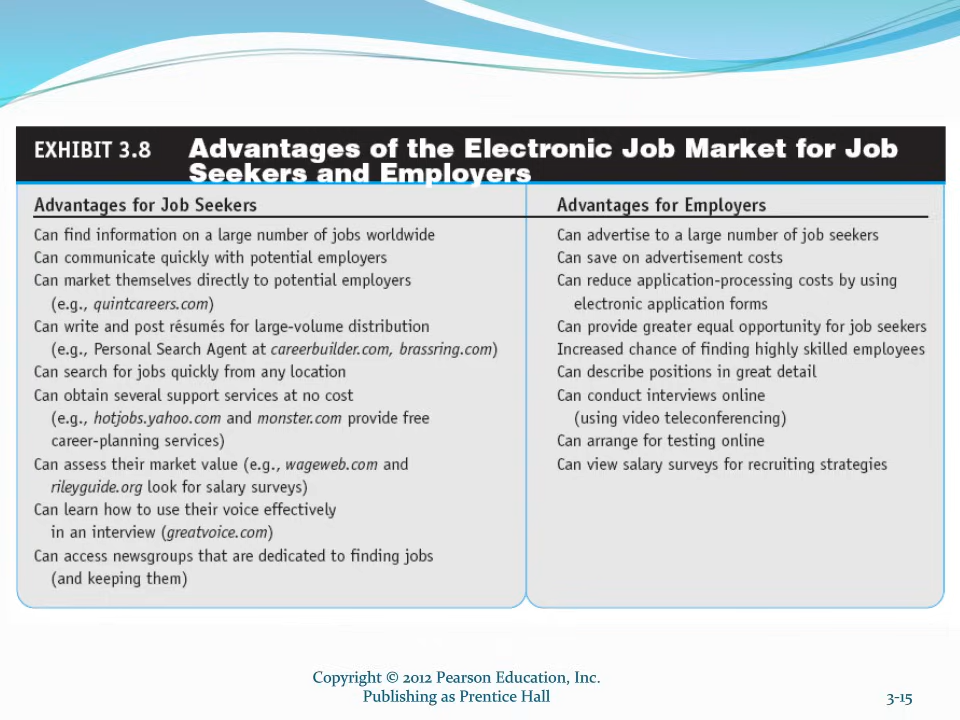 EXHIBIT 3.8
Advantages of the Electronic Job Market for Job
Seekers and Employers
Advantages for Job Seekers
Can find information on a large number of jobs worldwide
Can communicate quickly with potential employers
Can market themselves directly to potential employers
(e.g., quintcareers.com)
Can write and post résumés for large-volume distribution
(e.g., Personal Search Agent at careerbuilder.com, brassring.com)
Can search for jobs quickly from any location
Can obtain several support services at no cost
(e.g., hotjobs.yahoo.com and monster.com provide free
career-planning services)
Can assess their market value (e.g., wageweb.com and
rileyguide.org look for salary surveys)
Can learn how to use their voice effectively
in an interview (greatvoice.com)
Can access newsgroups that are dedicated to finding jobs
(and keeping them)
Advantages for Employers
Can advertise to a large number of job seekers
Can save on advertisement costs
Can reduce application-processing costs by using
electronic application forms
Can provide greater equal opportunity for job seekers
Increased chance of finding highly skilled employees
Can describe positions in great detail
Can conduct interviews online
(using video teleconferencing)
Can arrange for testing online
Can view salary surveys for recruiting strategies
Copyright © 2012 Pearson Education, Inc.
Publishing as Prentice Hall
3-15